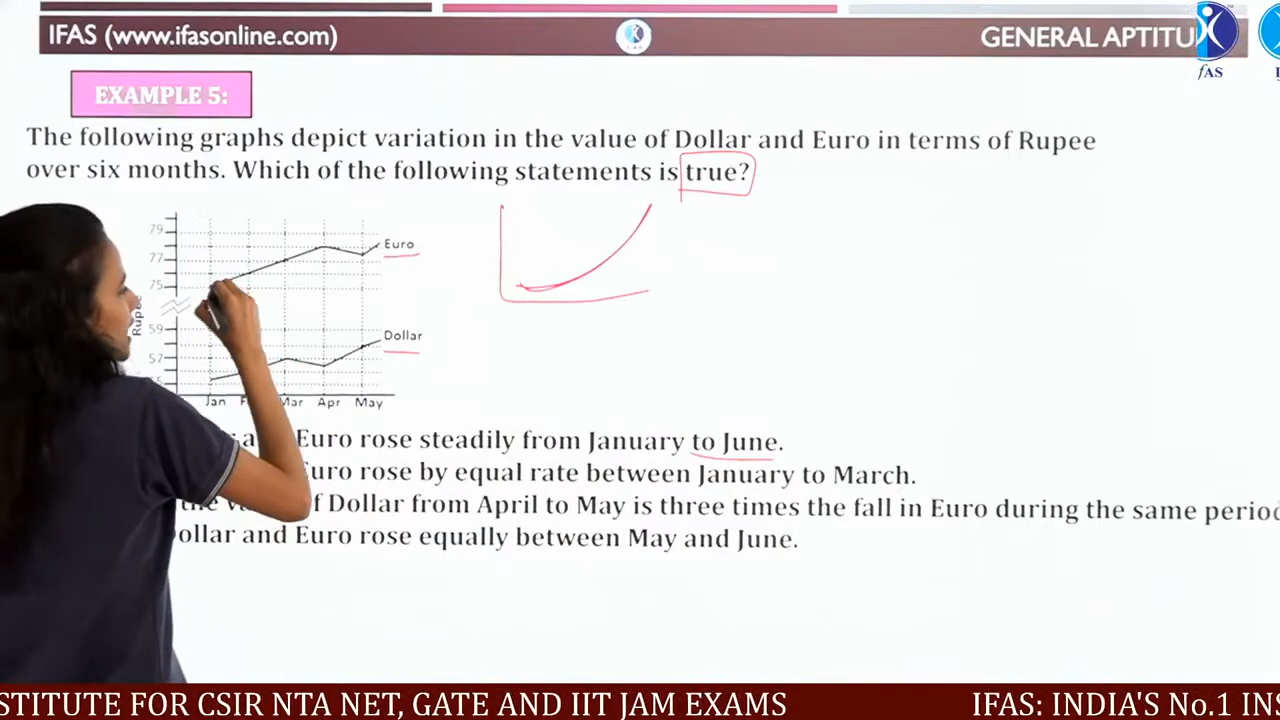 IFAS (www.ifasonline.com)
GENERAL APTITU
fAS
EXAMPLE 5:
The following graphs depict variation in the value of Dollar and Euro in terms of Rupee
over six months. Which of the following statements is true?
79
77
75
59
57
Euro
Dollar
Jan
Mar Apr May
Euro rose steadily from January to June.
Euro rose by equal rate between January to March.
Dollar from April to May is three times the fall in Euro during the same perio
Dollar and Euro rose equally between May and June.
STITUTE FOR CSIR NTA NET, GATE AND IIT JAM EXAMS
IFAS: INDIA'S No.1 INS